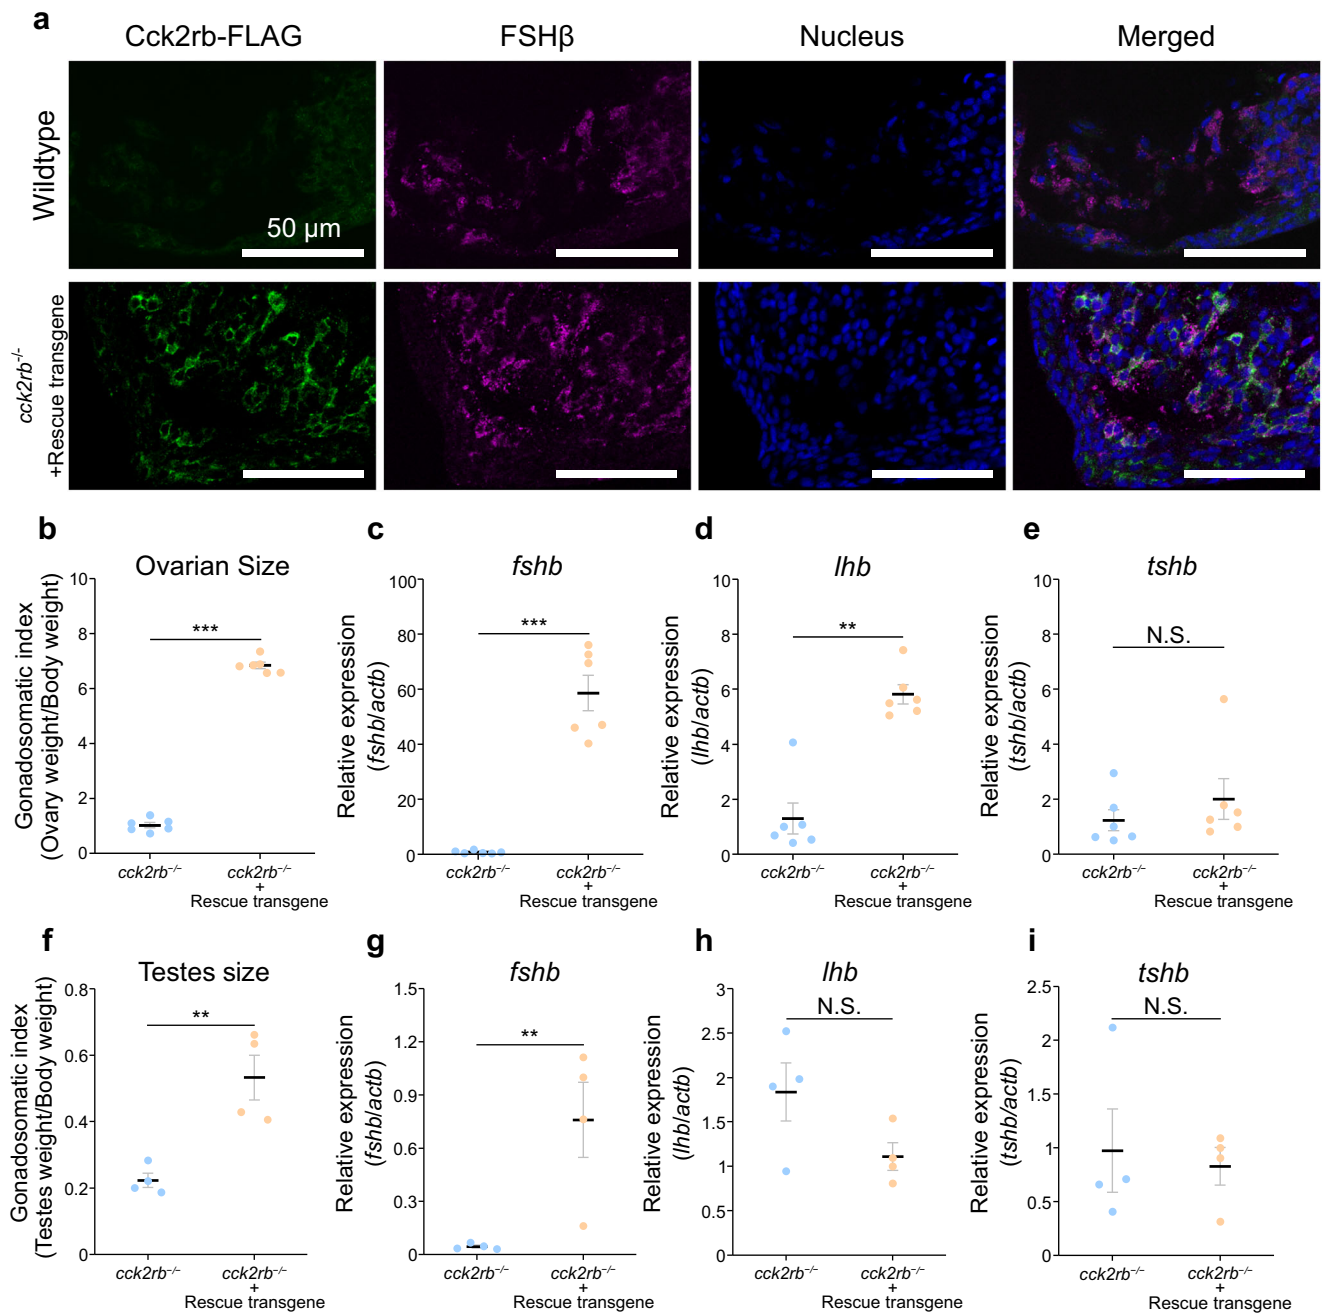 a
Cck2rb-FLAG
FSHβ
Nucleus
Merged
Wildtype
50 µm
cck2rb-/-
+Rescue transgene
b
Ovarian Size
Gonadosomatic index
(Ovary weight/Body weight)
10
8
6
4
2
0
***
cck2rb-/-
cck2rb-/-
+
Rescue transgene
c
fshb
Relative expression
(fshb/actb)
100
80
60
40
20
0
***
cck2rb-/-
cck2rb-/-
+
Rescue transgene
d
lhb
Relative expression
(lhb/actb)
10
8
6
4
2
0
**
cck2rb-/-
cck2rb-/-
+
Rescue transgene
e
tshb
Relative expression
(tshb/actb)
10
8
6
4
2
0
N.S.
cck2rb-/-
cck2rb-/-
+
Rescue transgene
f
Testes size
Gonadosomatic index
(Testes weight/Body weight)
0.8
0.6
0.4
0.2
0
**
cck2rb-/-
cck2rb-/-
+
Rescue transgene
g
fshb
Relative expression
(fshb/actb)
1.5
1.2
0.9
0.6
0.3
0
**
cck2rb-/-
cck2rb-/-
+
Rescue transgene
h
lhb
Relative expression
(lhb/actb)
3
2.5
2
1.5
1
0.5
0
N.S.
cck2rb-/-
cck2rb-/-
+
Rescue transgene
i
tshb
Relative expression
(tshb/actb)
2.5
2
1.5
1
0.5
0
N.S.
cck2rb-/-
cck2rb-/-
+
Rescue transgene